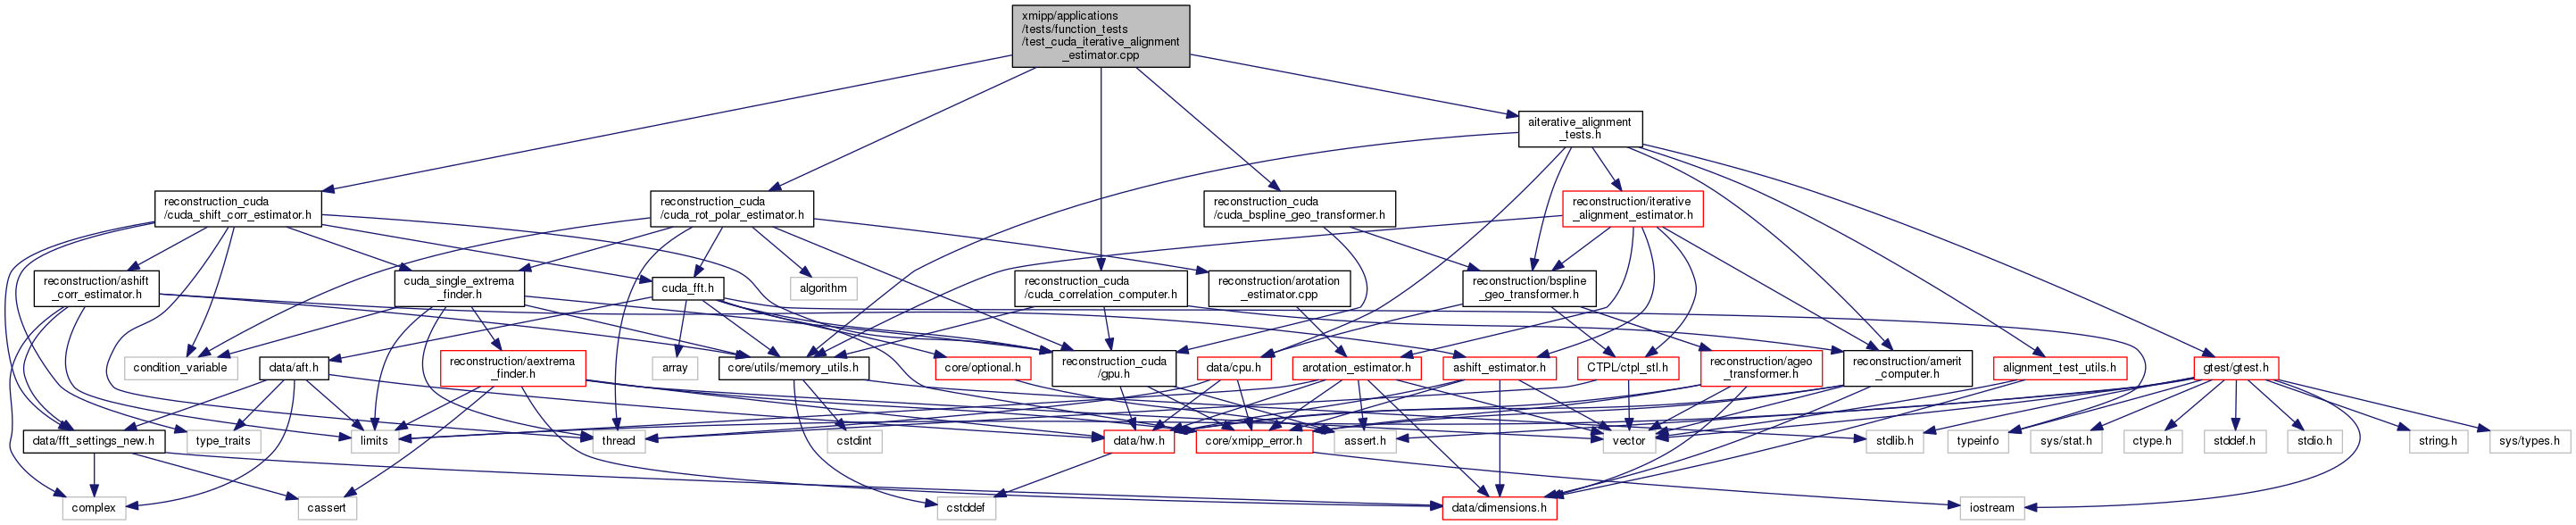 xmipp/applications
/tests/function_tests
/test_cuda_iterative_alignment
_estimator.cpp
aiterative_alignment
_tests.h
reconstruction_cuda
/cuda_shift_corr_estimator.h
reconstruction_cuda
/cuda_rot_polar_estimator.h
reconstruction_cuda
/cuda_bspline_geo_transformer.h
reconstruction/iterative
_alignment_estimator.h
reconstruction/ashift
_corr_estimator.h
cuda_single_extrema
_finder.h
cuda_fft.h
algorithm
reconstruction_cuda
/cuda_correlation_computer.h
reconstruction/arotation
_estimator.cpp
reconstruction/bspline
_geo_transformer.h
condition_variable
data/aft.h
reconstruction/aextrema
_finder.h
array
core/utils/memory_utils.h
core/optional.h
reconstruction_cuda
/gpu.h
data/cpu.h
arotation_estimator.h
ashift_estimator.h
CTPL/ctpl_stl.h
reconstruction/ageo
_transformer.h
reconstruction/amerit
_computer.h
alignment_test_utils.h
gtest/gtest.h
data/fft_settings_new.h
type_traits
limits
thread
cstdint
data/hw.h
core/xmipp_error.h
assert.h
vector
stdlib.h
typeinfo
sys/stat.h
ctype.h
stddef.h
stdio.h
string.h
sys/types.h
complex
cassert
cstddef
data/dimensions.h
iostream